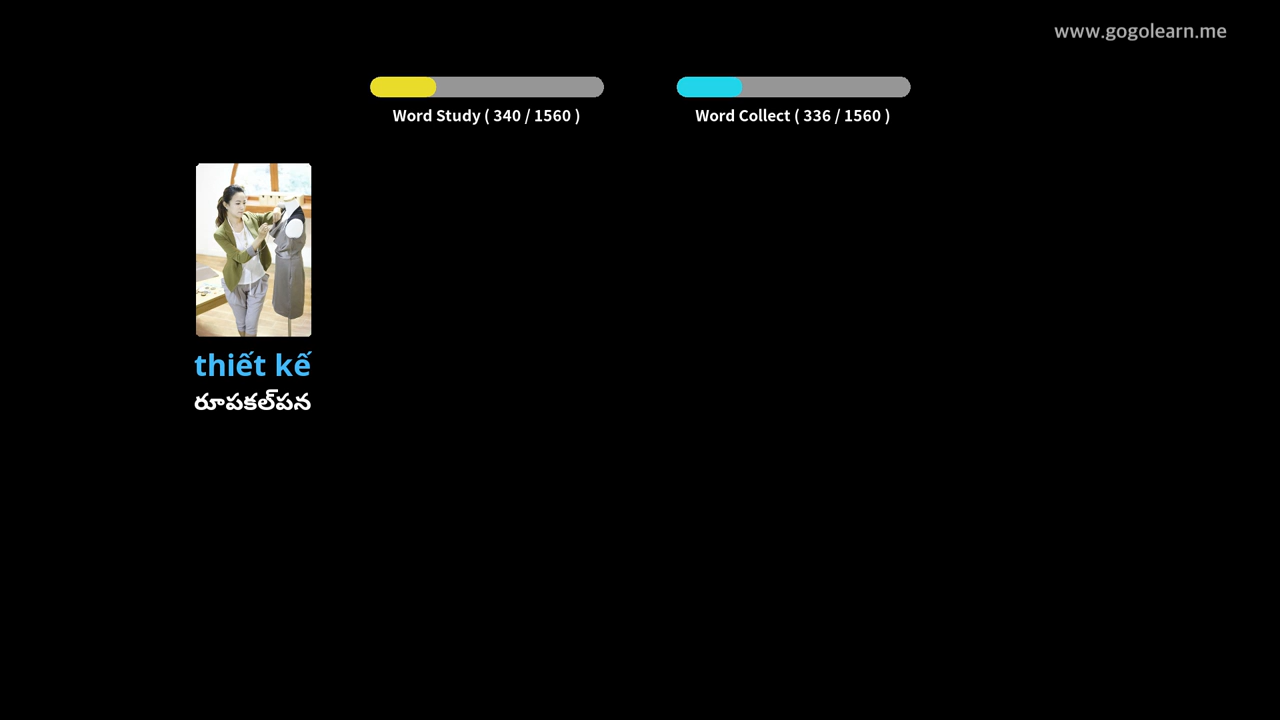 www.gogolearn.me
Word Study ( 340 / 1560 )
Word Collect ( 336 / 1560 )
thiết kế
రూపకల్‌పన